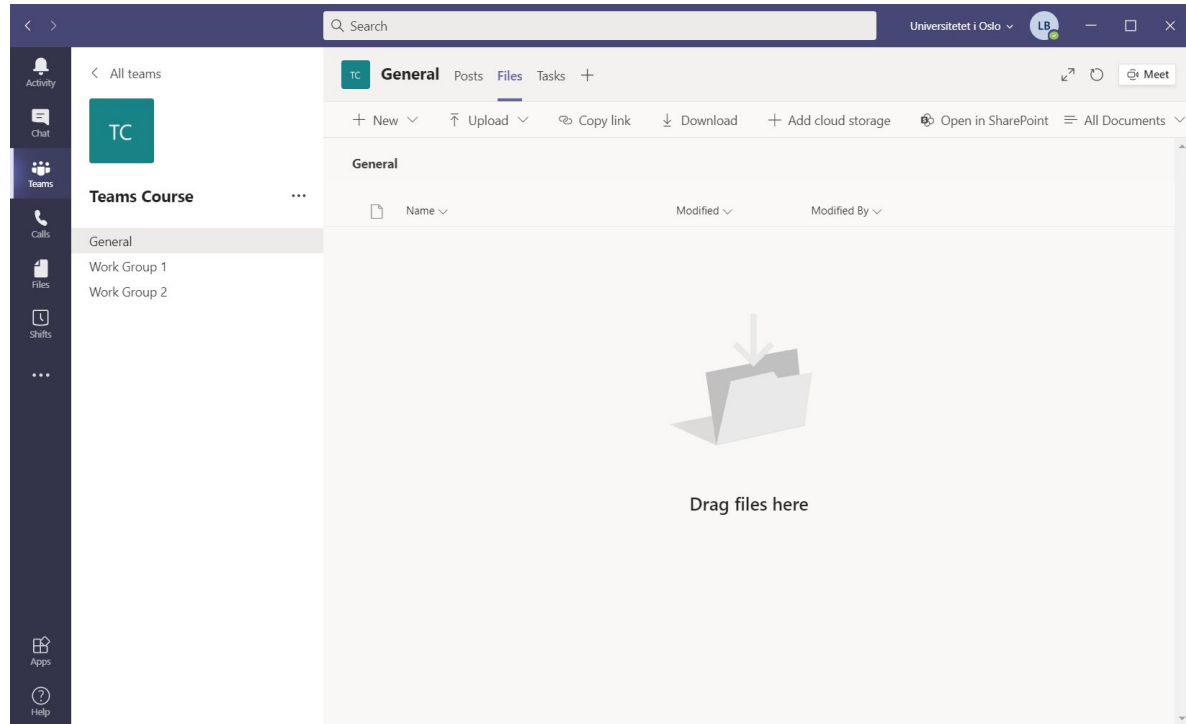 Search
Universitetet i Oslo
LB
Activity
Chat
Teams
Calls
Files
Shifts
Apps
Help
All teams
TC
Teams Course
General
Work Group 1
Work Group 2
TC General Posts Files Tasks
Meet
New Upload Copy link Download Add cloud storage Open in SharePoint All Documents
General
Name Modified Modified By
Drag files here